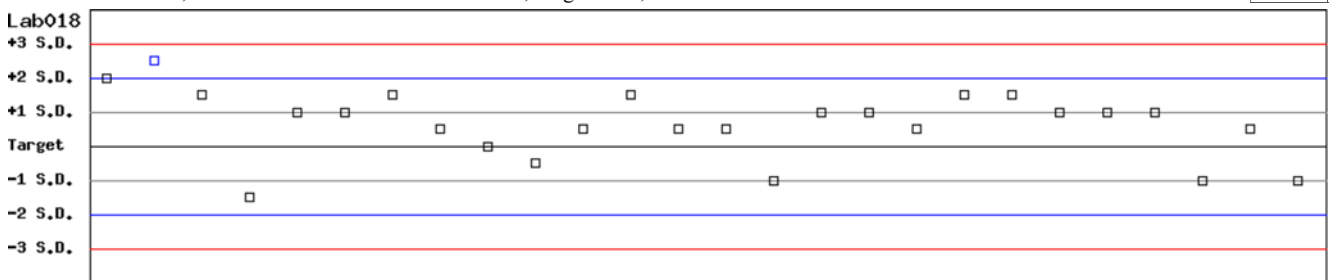 Lab018
+3 S.D.
+2 S.D.
+1 S.D.
Target
-1 S.D.
-2 S.D.
-3 S.D.